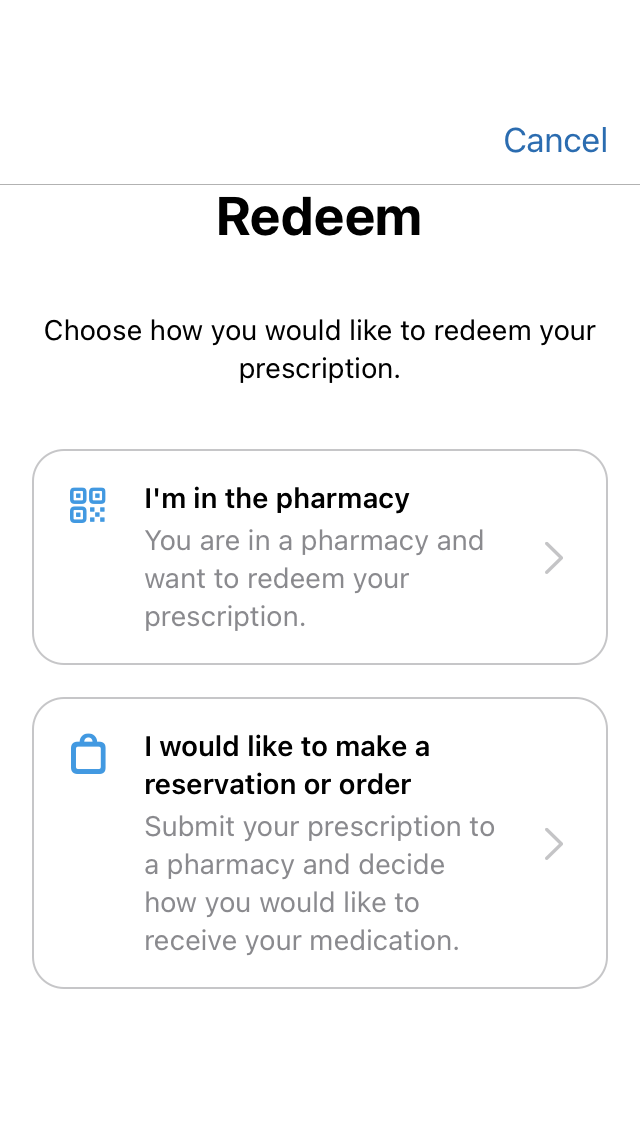 Cancel
Redeem
Choose how you would like to redeem your
prescription.
I'm in the pharmacy
You are in a pharmacy and
want to redeem your
prescription.
I would like to make a
reservation or order
Submit your prescription to
a pharmacy and decide
how you would like to
receive your medication.